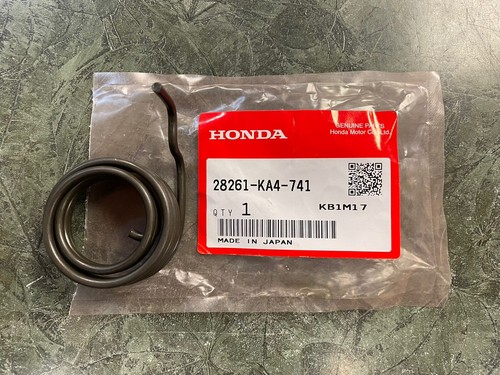 HONDA
GENUINE PARTS
Honda Motor Co., Ltd.
28261-KA4-741
QTY 1
KB1M17
MADE IN JAPAN